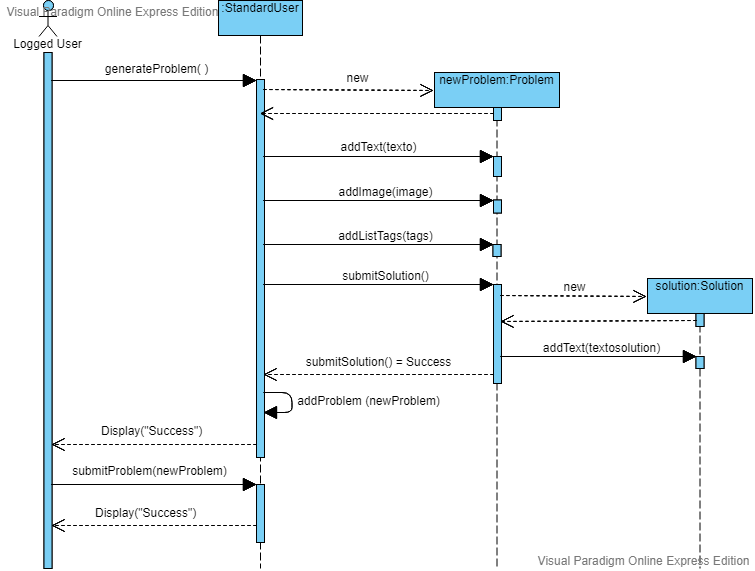 Visual Paradigm Online Express Edition
:StandardUser
Logged User
generateProblem( )
new
newProblem:Problem
addText(texto)
addImage(image)
addListTags(tags)
submitSolution()
new
solution:Solution
addText(textosolution)
submitSolution() = Success
addProblem (newProblem)
Display("Success")
submitProblem(newProblem)
Display("Success")
Visual Paradigm Online Express Edition